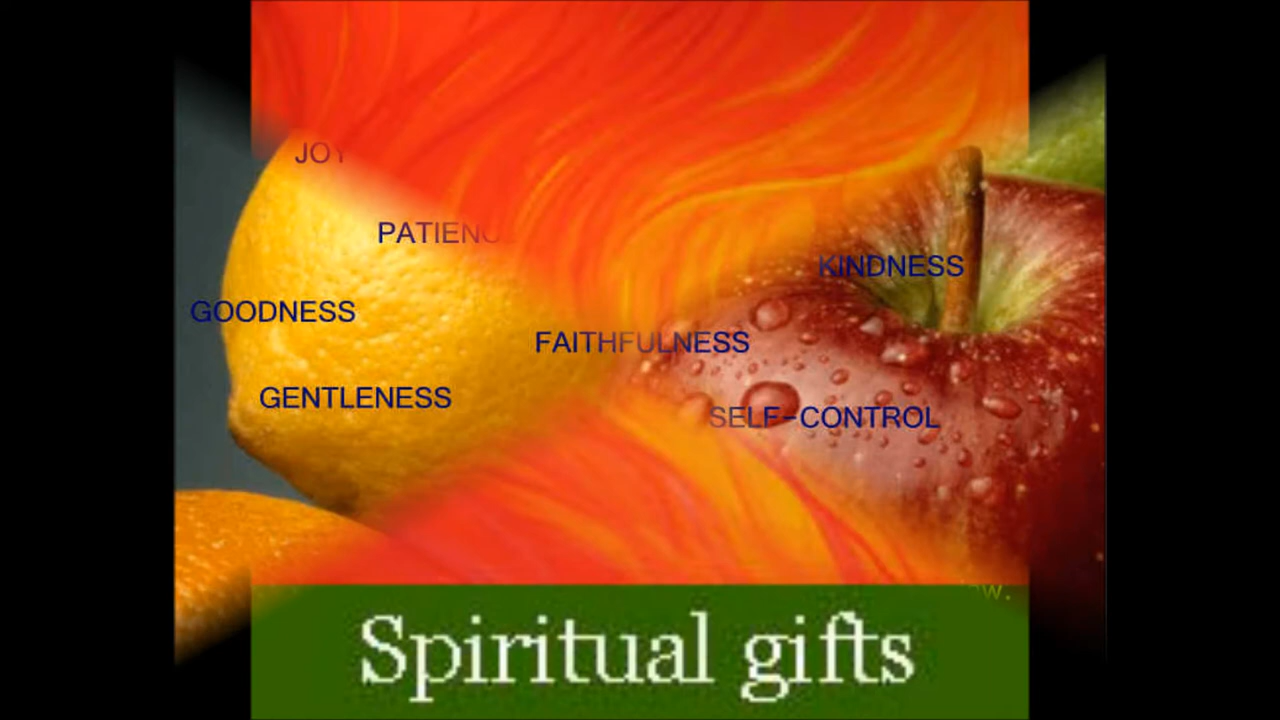 JOY
PATIENC
KINDNESS
GOODNESS
FAITHFULNESS
GENTLENESS
SELF-CONTROL
Spiritual gifts